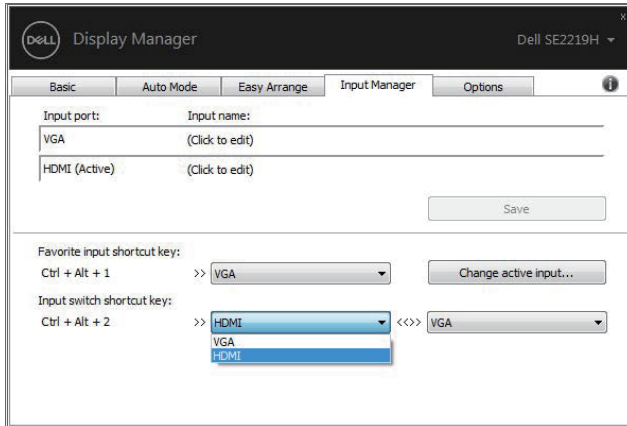 x
DELL Display Manager Dell SE2219H
Basic Auto Mode Easy Arrange Input Manager Options i
Input port: Input name:
VGA (Click to edit)
HDMI (Active) (Click to edit)
Save
Favorite input shortcut key:
Ctrl + Alt + 1 >> VGA Change active input...
Input switch shortcut key:
Ctrl + Alt + 2 >> HDMI <<>> VGA
VGA
HDMI